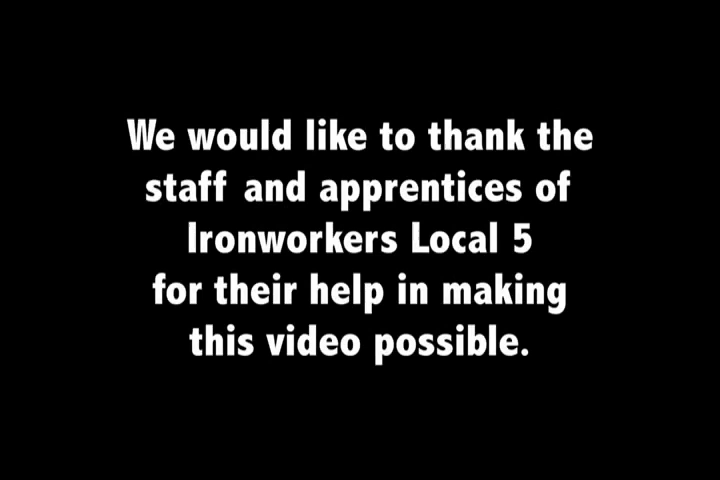 We would like to thank the
staff and apprentices of
Ironworkers Local 5
for their help in making
this video possible.